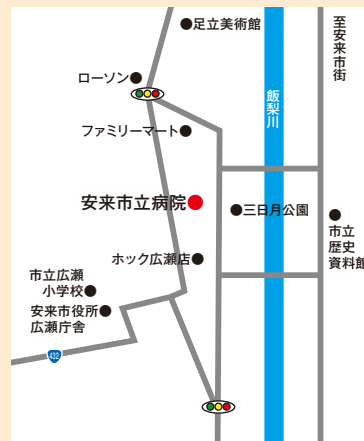 足立美術館
至安来市街
ローソン
飯梨川
ファミリーマート
安来市立病院
三日月公園
市立
歴史
資料館
ホック広瀬店
市立広瀬
小学校
安来市役所
広瀬庁舎
432